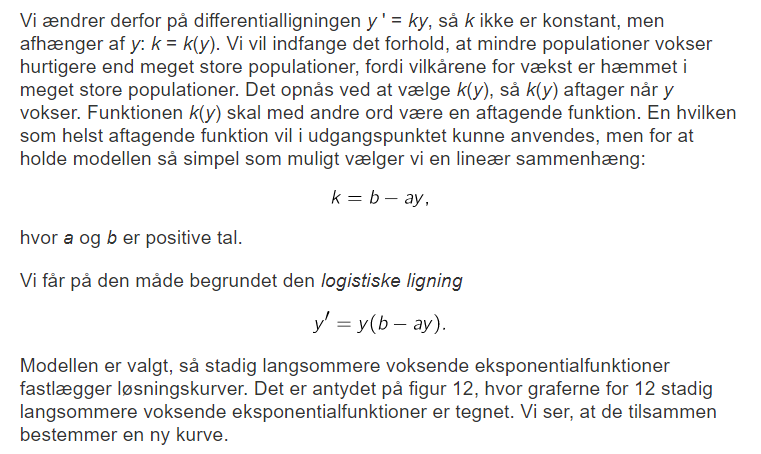 Vi ændrer derfor på differentialligningen y ' = ky, så k ikke er konstant, men
afhænger af y: k = k(y). Vi vil indfange det forhold, at mindre populationer vokser
hurtigere end meget store populationer, fordi vilkårene for vækst er hæmmet i
meget store populationer. Det opnås ved at vælge k(y), så k(y) aftager når y
vokser. Funktionen k(y) skal med andre ord være en aftagende funktion. En hvilken
som helst aftagende funktion vil i udgangspunktet kunne anvendes, men for at
holde modellen så simpel som muligt vælger vi en lineær sammenhæng:
k = b − ay,
hvor a og b er positive tal.
Vi får på den måde begrundet den logistiske ligning
y′ = y(b − ay).
Modellen er valgt, så stadig langsommere voksende eksponentialfunktioner
fastlægger løsningskurver. Det er antydet på figur 12, hvor graferne for 12 stadig
langsommere voksende eksponentialfunktioner er tegnet. Vi ser, at de tilsammen
bestemmer en ny kurve.